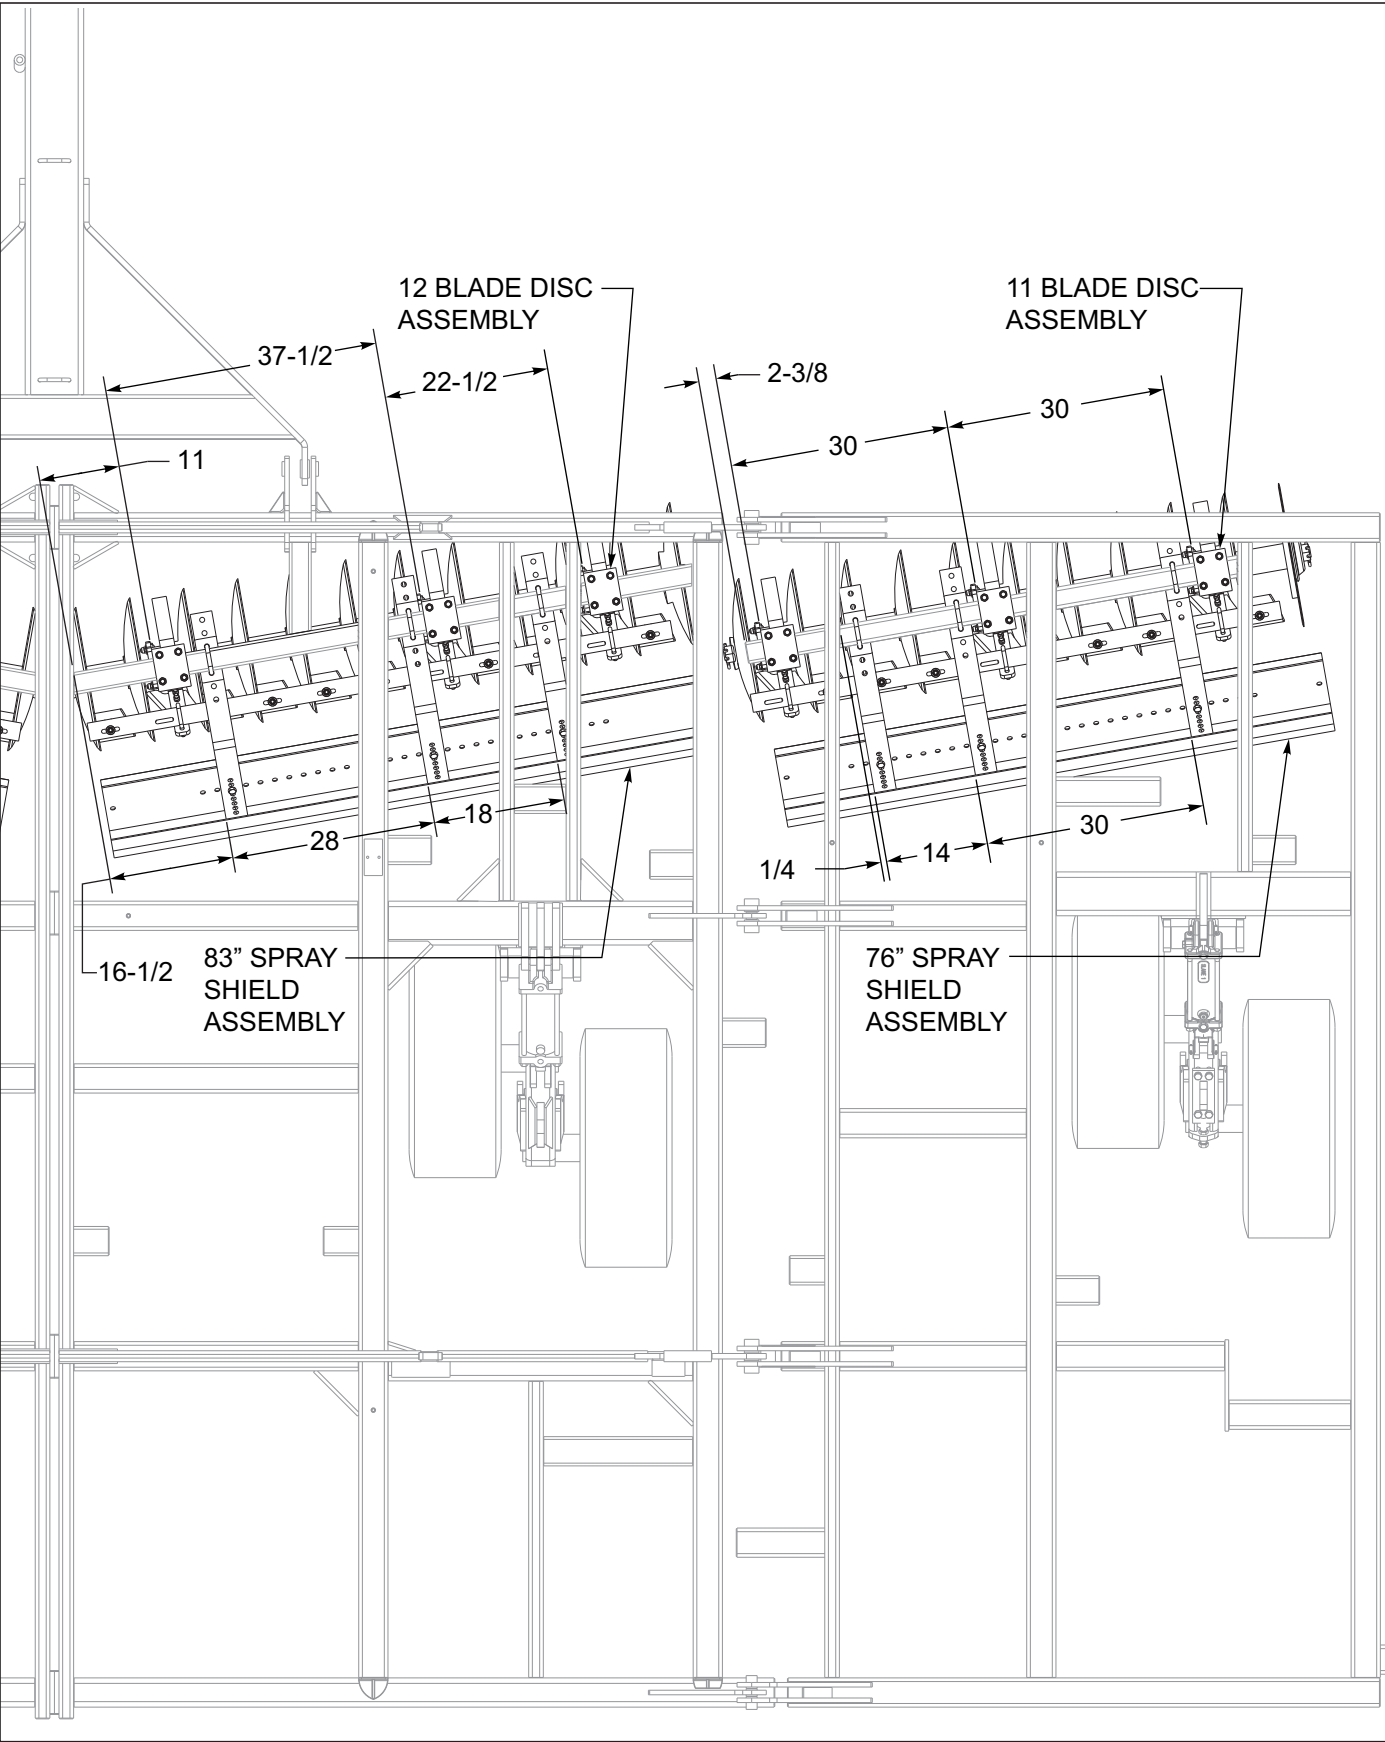 12 BLADE DISC
ASSEMBLY
11 BLADE DISC
ASSEMBLY
37-1/2
22-1/2
2-3/8
30
30
11
18
28
1/4
14
30
16-1/2
83” SPRAY
SHIELD
ASSEMBLY
76” SPRAY
SHIELD
ASSEMBLY